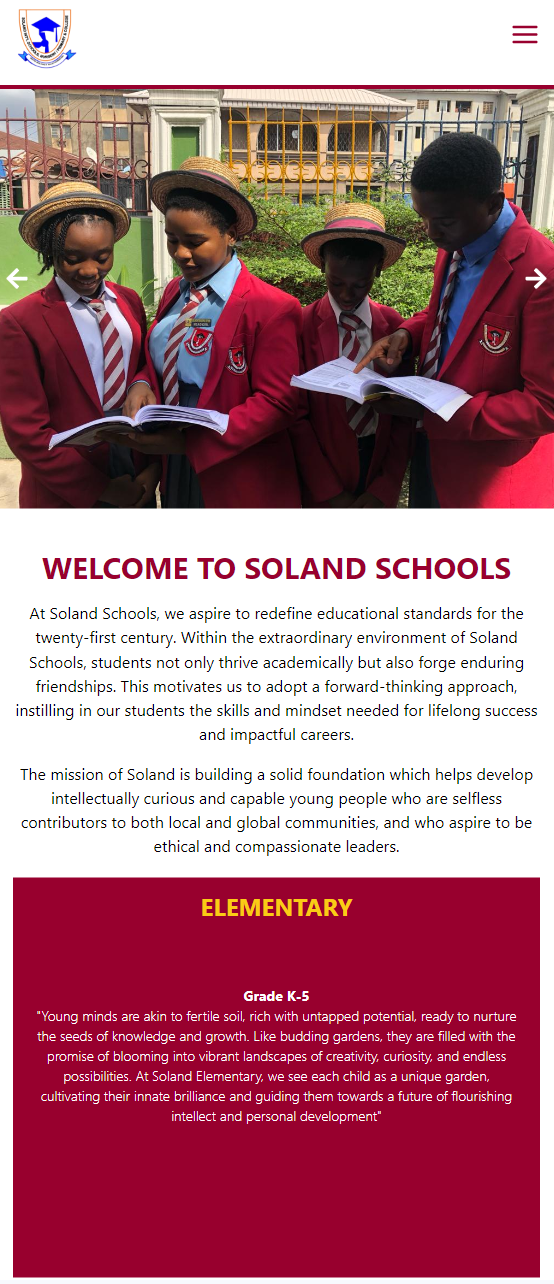 WELCOME TO SOLAND SCHOOLS
At Soland Schools, we aspire to redefine educational standards for the
twenty-first century. Within the extraordinary environment of Soland
Schools, students not only thrive academically but also forge enduring
friendships. This motivates us to adopt a forward-thinking approach,
instilling in our students the skills and mindset needed for lifelong success
and impactful careers.
The mission of Soland is building a solid foundation which helps develop
intellectually curious and capable young people who are selfless
contributors to both local and global communities, and who aspire to be
ethical and compassionate leaders.
ELEMENTARY
Grade K-5
"Young minds are akin to fertile soil, rich with untapped potential, ready to nurture
the seeds of knowledge and growth. Like budding gardens, they are filled with the
promise of blooming into vibrant landscapes of creativity, curiosity, and endless
possibilities. At Soland Elementary, we see each child as a unique garden,
cultivating their innate brilliance and guiding them towards a future of flourishing
intellect and personal development"